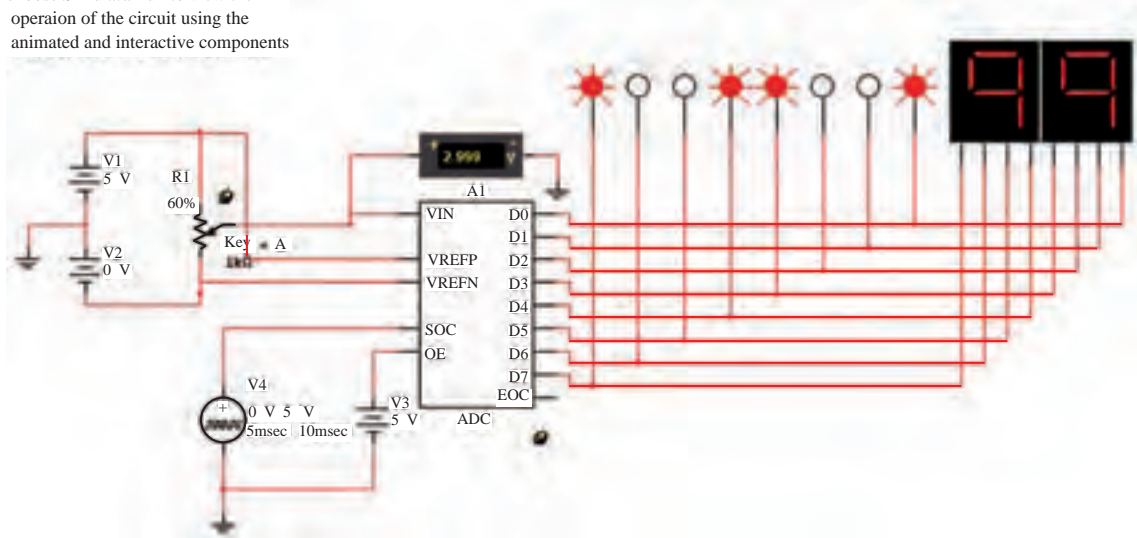 operaion of the circuit using the
animated and interactive components
V1
5 V
R1
60%
Key = A
1kΩ
V2
0 V
2.999 V
A1
VIN
VREFP
VREFN
SOC
OE
D0
D1
D2
D3
D4
D5
D6
D7
EOC
ADC
V4
0 V 5 V
5msec 10msec
V3
5 V
99